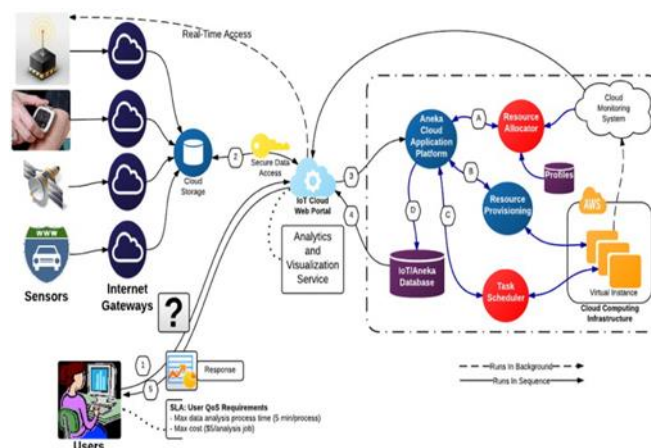 Real-Time Access
WWW
Sensors
Internet
Gateways
Cloud
Storage
2
Secure Data
Access
IoT Cloud
Web Portal
Analytics
and
Visualization
Service
3
4
Aneka
Cloud
Application
Platform
A
Resource
Allocator
Cloud
Monitoring
System
Profiles
B
Resource
Provisioning
AWS
D
C
IoT/Aneka
Database
Task
Scheduler
Virtual Instance
Cloud Computing
Infrastructure
?
1
5
Response
Users
SLA: User QoS Requirements
- Max data analysis process time (5 min/process)
- Max cost ($5/analysis job)
Runs In Background
Runs In Sequence